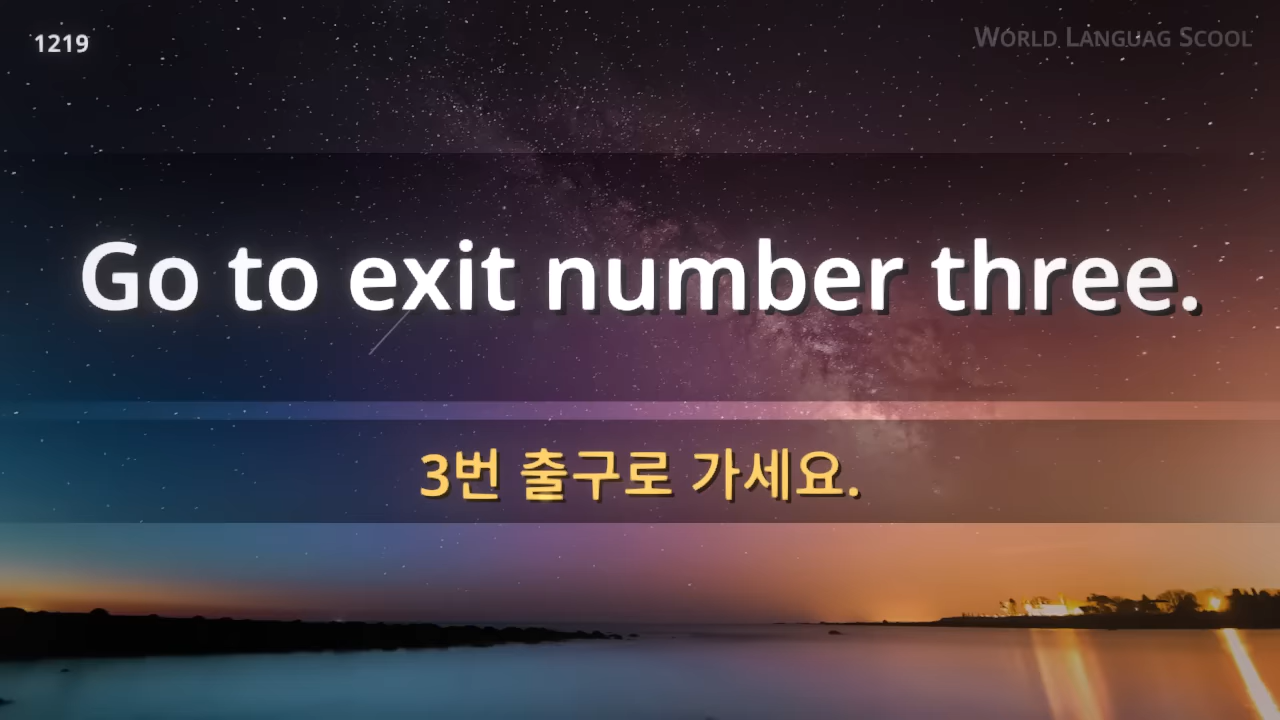 1219
WORLD LANGUAG SCOOL
Go to exit number three.
3번 출구로 가세요.